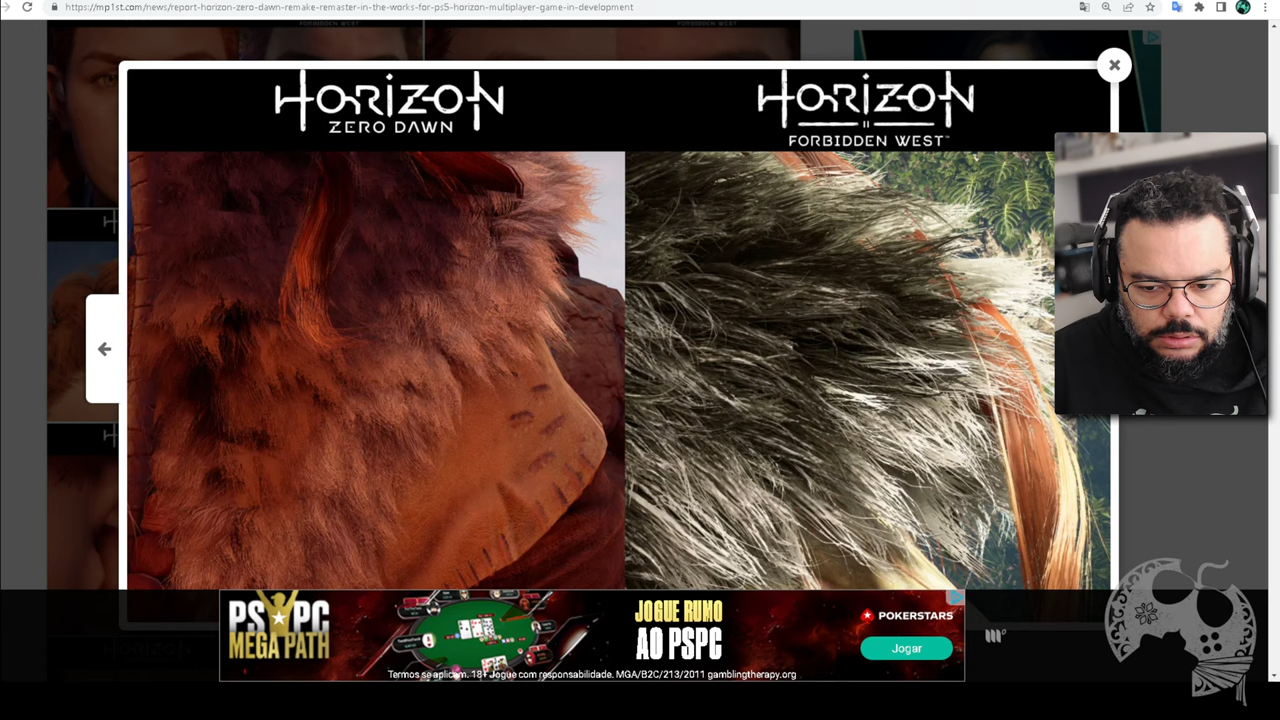 https://mp1st.com/news/report-horizon-zero-dawn-remake-remaster-in-the-works-for-ps5-horizon-multiplayer-game-in-development
HORIZON
ZERO DAWN
HORIZON
II
FORBIDDEN WEST™
PS PC
MEGA PATH
JOGUE RUMO
AO PSPC
POKERSTARS
Jogar
Termos se aplicam. 18+ Jogue com responsabilidade. MGA/B2C/213/2011 gamblingtherapy.org